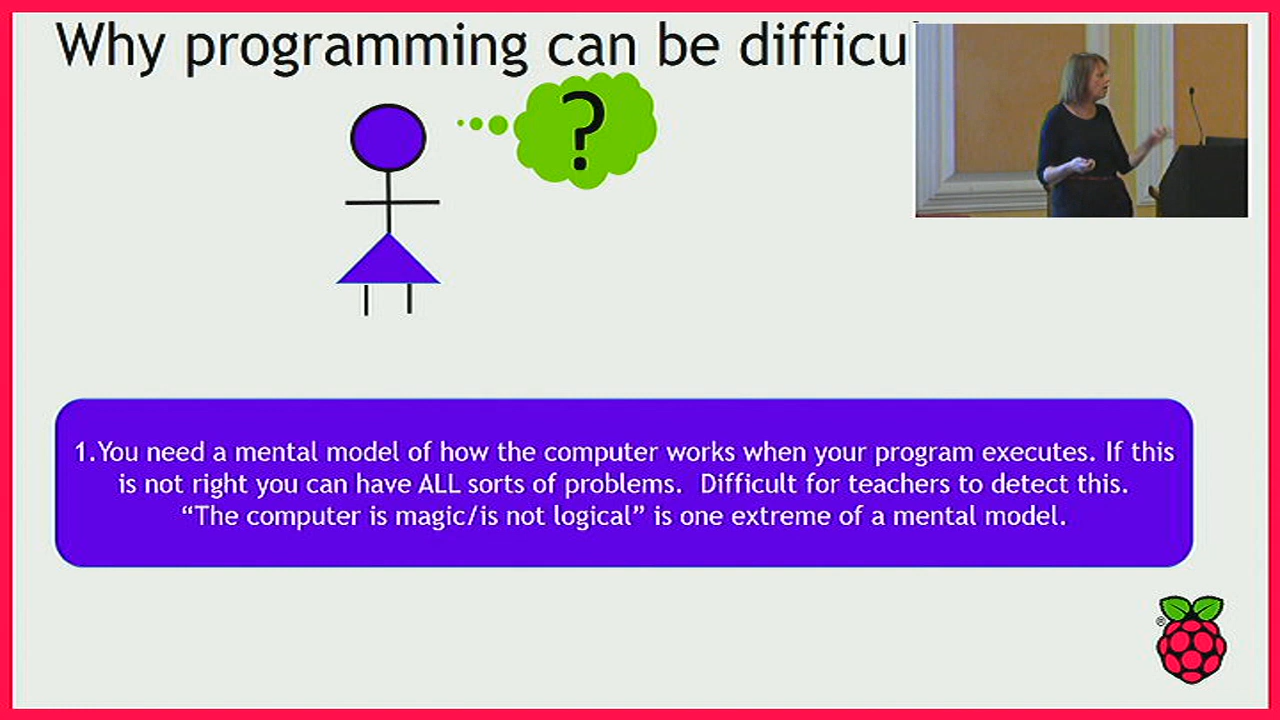 Why programming can be difficu
?
1.You need a mental model of how the computer works when your program executes. If this
is not right you can have ALL sorts of problems.  Difficult for teachers to detect this.
“The computer is magic/is not logical” is one extreme of a mental model.
®